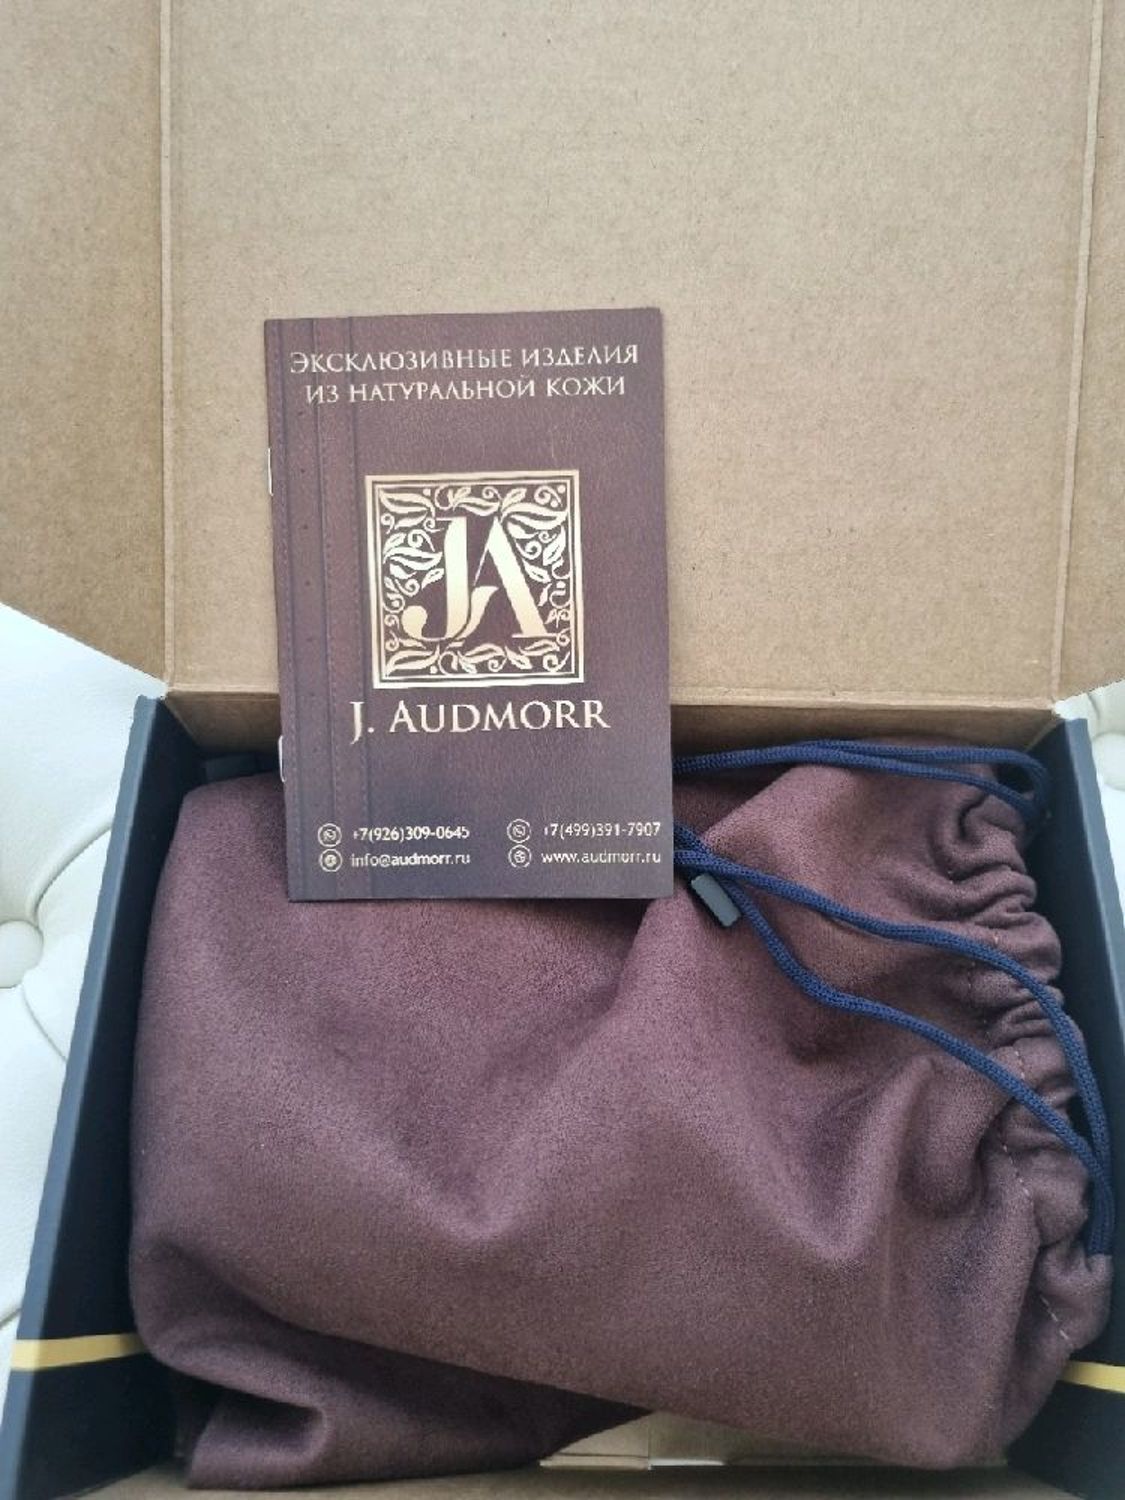 ЭКСКЛЮЗИВНЫЕ ИЗДЕЛИЯ
ИЗ НАТУРАЛЬНОЙ КОЖИ
JA
J. AUDMORR
+7(926)309-0645 +7(499)391-7907
info@audmorr.ru www.audmorr.ru